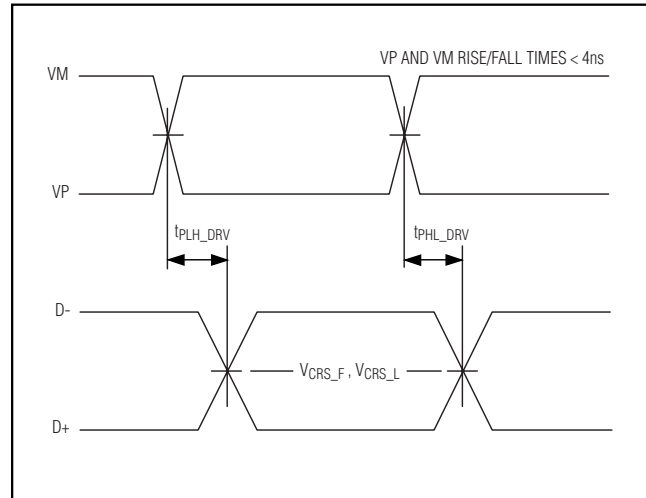 VM
VP AND VM RISE/FALL TIMES < 4ns
VP
tPLH_DRV
tPHL_DRV
D-
VCRS_F , VCRS_L
D+